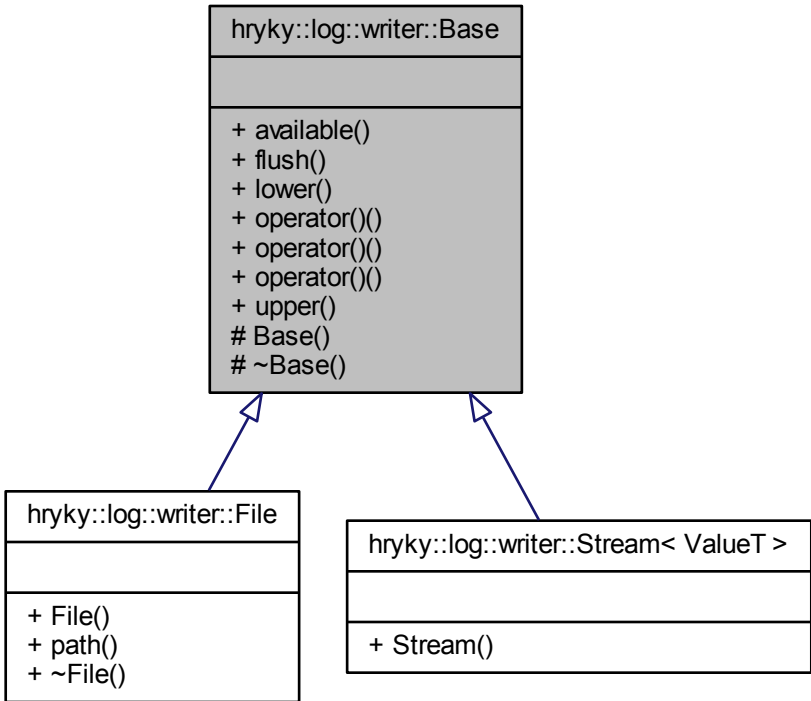 hryky::log::writer::Base
+ available()
+ flush()
+ lower()
+ operator()()
+ operator()()
+ operator()()
+ upper()
# Base()
# ~Base()
hryky::log::writer::File
+ File()
+ path()
+ ~File()
hryky::log::writer::Stream< ValueT >
+ Stream()